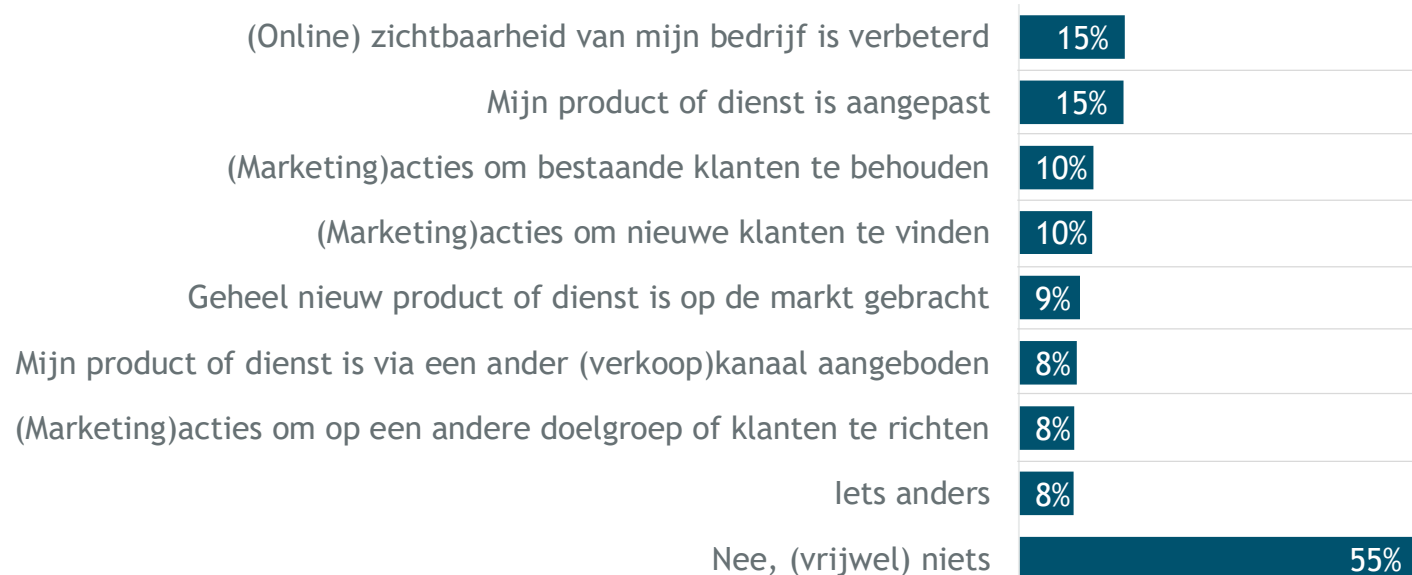 (Online) zichtbaarheid van mijn bedrijf is verbeterd 15%
Mijn product of dienst is aangepast 15%
(Marketing)acties om bestaande klanten te behouden 10%
(Marketing)acties om nieuwe klanten te vinden 10%
Geheel nieuw product of dienst is op de markt gebracht 9%
Mijn product of dienst is via een ander (verkoop)kanaal aangeboden 8%
(Marketing)acties om op een andere doelgroep of klanten te richten 8%
Iets anders 8%
Nee, (vrijwel) niets 55%